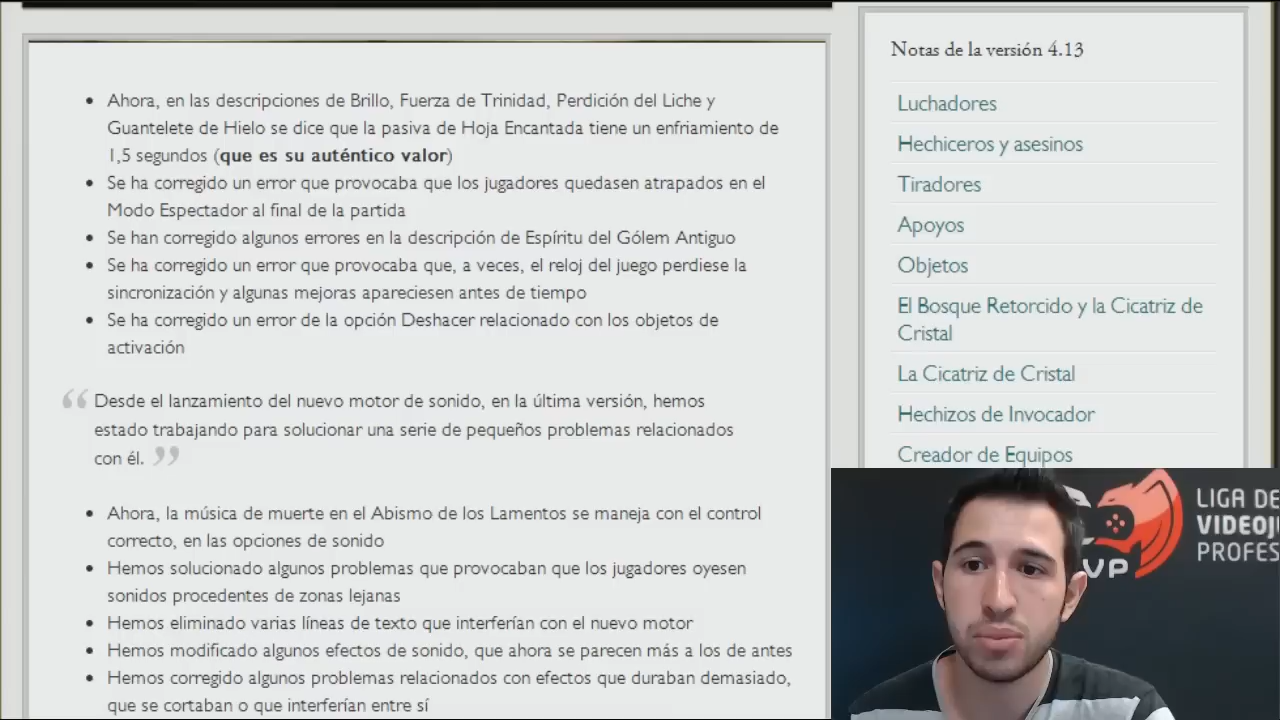 Ahora, en las descripciones de Brillo, Fuerza de Trinidad, Perdición del Liche y
Guantelete de Hielo se dice que la pasiva de Hoja Encantada tiene un enfriamiento de
1,5 segundos (que es su auténtico valor)
Se ha corregido un error que provocaba que los jugadores quedasen atrapados en el
Modo Espectador al final de la partida
Se han corregido algunos errores en la descripción de Espíritu del Gólem Antiguo
Se ha corregido un error que provocaba que, a veces, el reloj del juego perdiese la
sincronización y algunas mejoras apareciesen antes de tiempo
Se ha corregido un error de la opción Deshacer relacionado con los objetos de
activación
“ Desde el lanzamiento del nuevo motor de sonido, en la última versión, hemos
estado trabajando para solucionar una serie de pequeños problemas relacionados
con él. ”
Ahora, la música de muerte en el Abismo de los Lamentos se maneja con el control
correcto, en las opciones de sonido
Hemos solucionado algunos problemas que provocaban que los jugadores oyesen
sonidos procedentes de zonas lejanas
Hemos eliminado varias líneas de texto que interferían con el nuevo motor
Hemos modificado algunos efectos de sonido, que ahora se parecen más a los de antes
Hemos corregido algunos problemas relacionados con efectos que duraban demasiado,
que se cortaban o que interferían entre sí
Notas de la versión 4.13
Luchadores
Hechiceros y asesinos
Tiradores
Apoyos
Objetos
El Bosque Retorcido y la Cicatriz de
Cristal
La Cicatriz de Cristal
Hechizos de Invocador
Creador de Equipos
LIGA DE
VIDEOJ
PROFES
VP